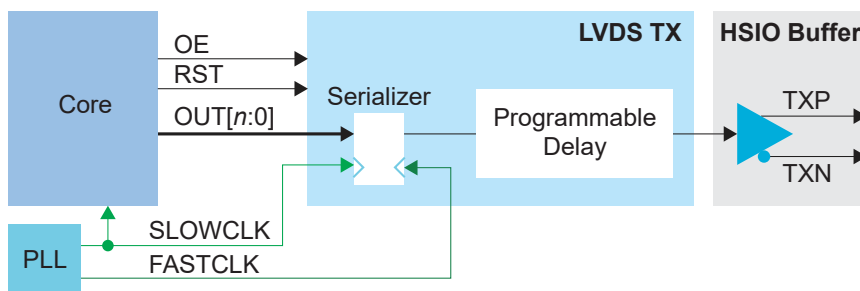 LVDS TX
HSIO Buffer
OE
RST
Core
OUT[n:0]
Serializer
Programmable
Delay
TXP
TXN
SLOWCLK
PLL
FASTCLK